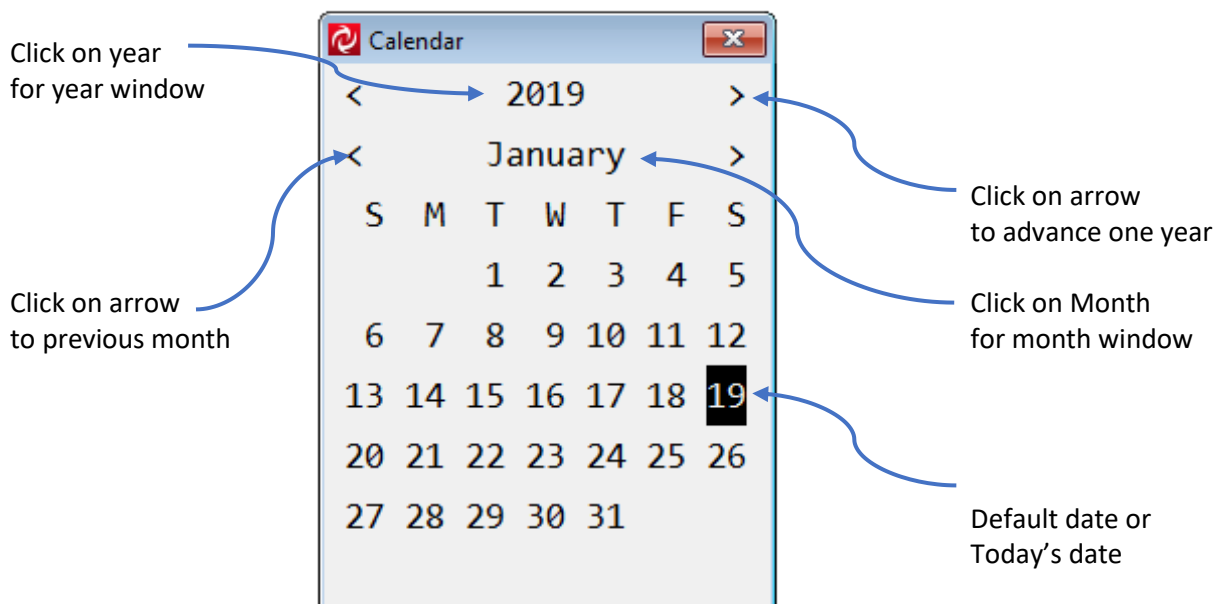 Calendar
Click on year
for year window
< 2019 >
< January >
S M T W T F S
1 2 3 4 5
6 7 8 9 10 11 12
13 14 15 16 17 18 19
20 21 22 23 24 25 26
27 28 29 30 31
Click on arrow
to previous month
Click on arrow
to advance one year
Click on Month
for month window
Default date or
Today’s date